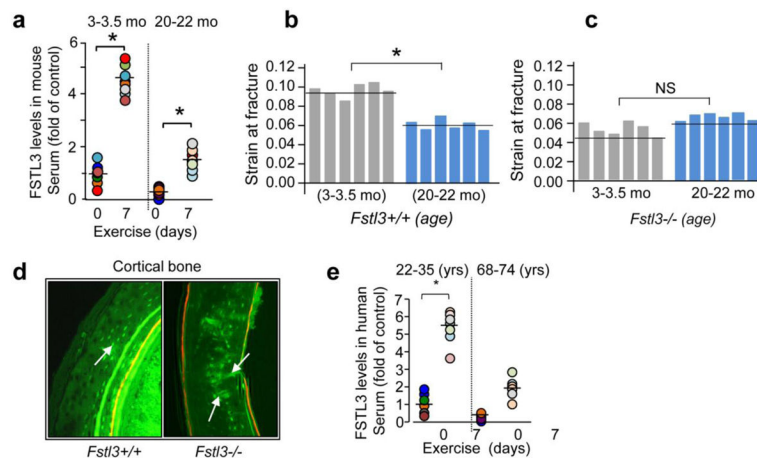 a
3-3.5 mo 20-22 mo
FSTL3 levels in mouse
Serum (fold of control)
6
4
2
0
*
*
0 7 0 7
Exercise (days)
b
Strain at fracture
0.12
0.10
0.08
0.06
0.04
0.02
0.00
*
(3-3.5 mo) (20-22 mo)
Fstl3+/+ (age)
c
Strain at fracture
0.12
0.10
0.08
0.06
0.04
0.02
0.00
NS
3-3.5 mo 20-22 mo
Fstl3-/- (age)
d
Cortical bone
Fstl3+/+ Fstl3-/-
e
22-35 (yrs) 68-74 (yrs)
FSTL3 levels in human
Serum (fold of control)
7
6
5
4
3
2
1
0
*
0 7 0 7
Exercise (days)